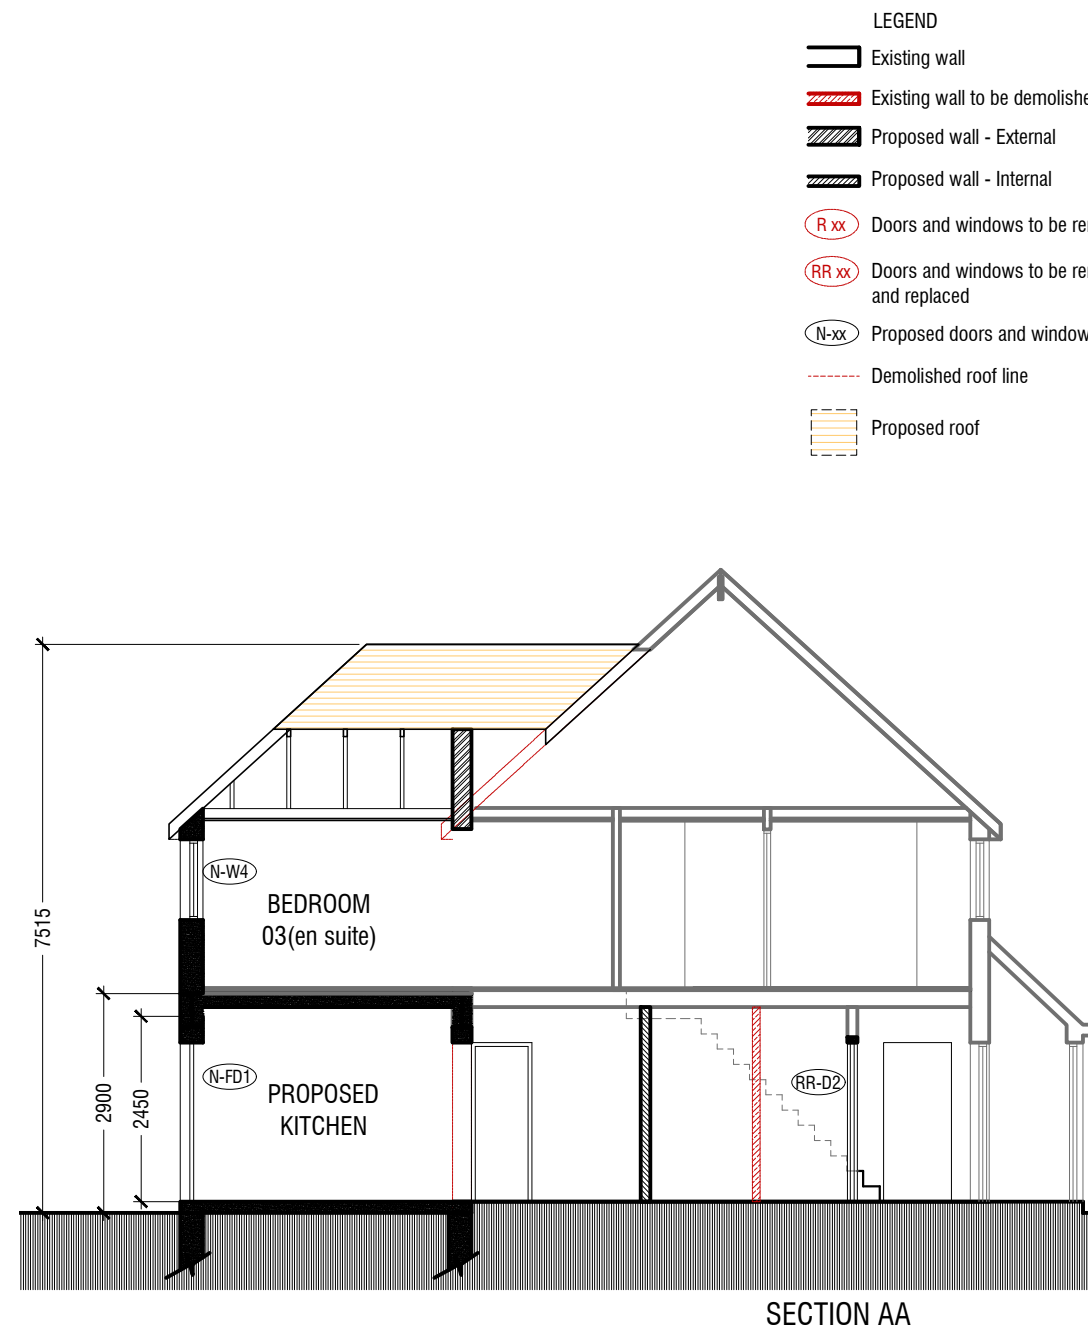 LEGEND
Existing wall
Existing wall to be demolishe
Proposed wall - External
Proposed wall - Internal
R xx Doors and windows to be re
RR xx Doors and windows to be re
and replaced
N-xx Proposed doors and window
Demolished roof line
Proposed roof
7515
N-W4
BEDROOM
03(en suite)
2900
2450
N-FD1
PROPOSED
KITCHEN
RR-D2
SECTION AA